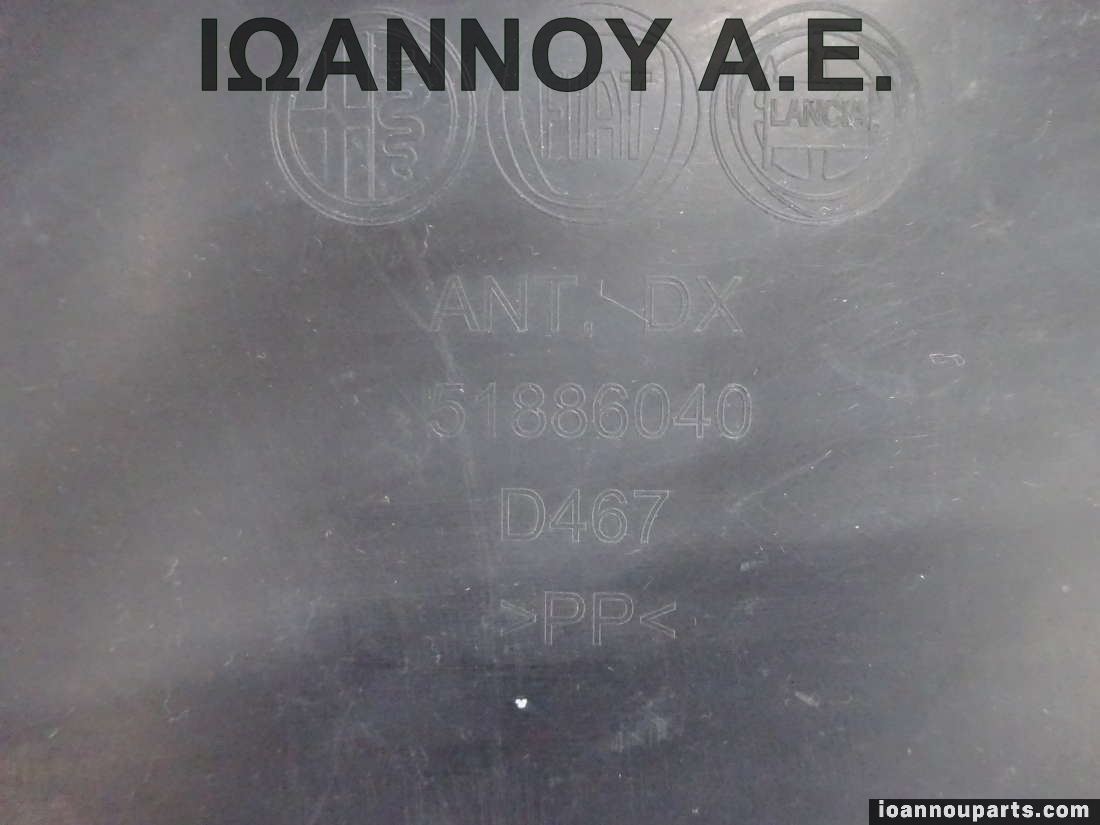 ΙΩΑΝΝΟΥ Α.Ε.
FIAT
LANCIA
ANT. DX
51886040
D467
>PP<
ioannouparts.com